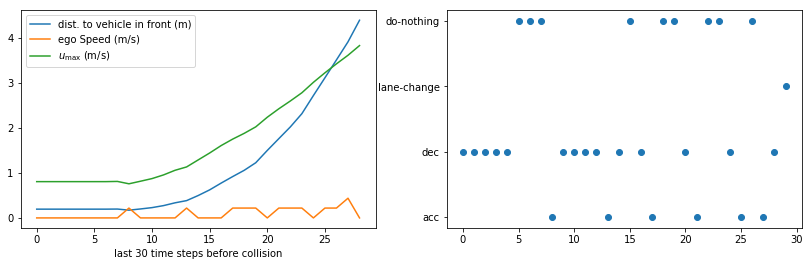 dist. to vehicle in front (m)
ego Speed (m/s)
u_max (m/s)
4
3
2
1
0
0 5 10 15 20 25
last 30 time steps before collision
do-nothing
lane-change
dec
acc
0 5 10 15 20 25 30